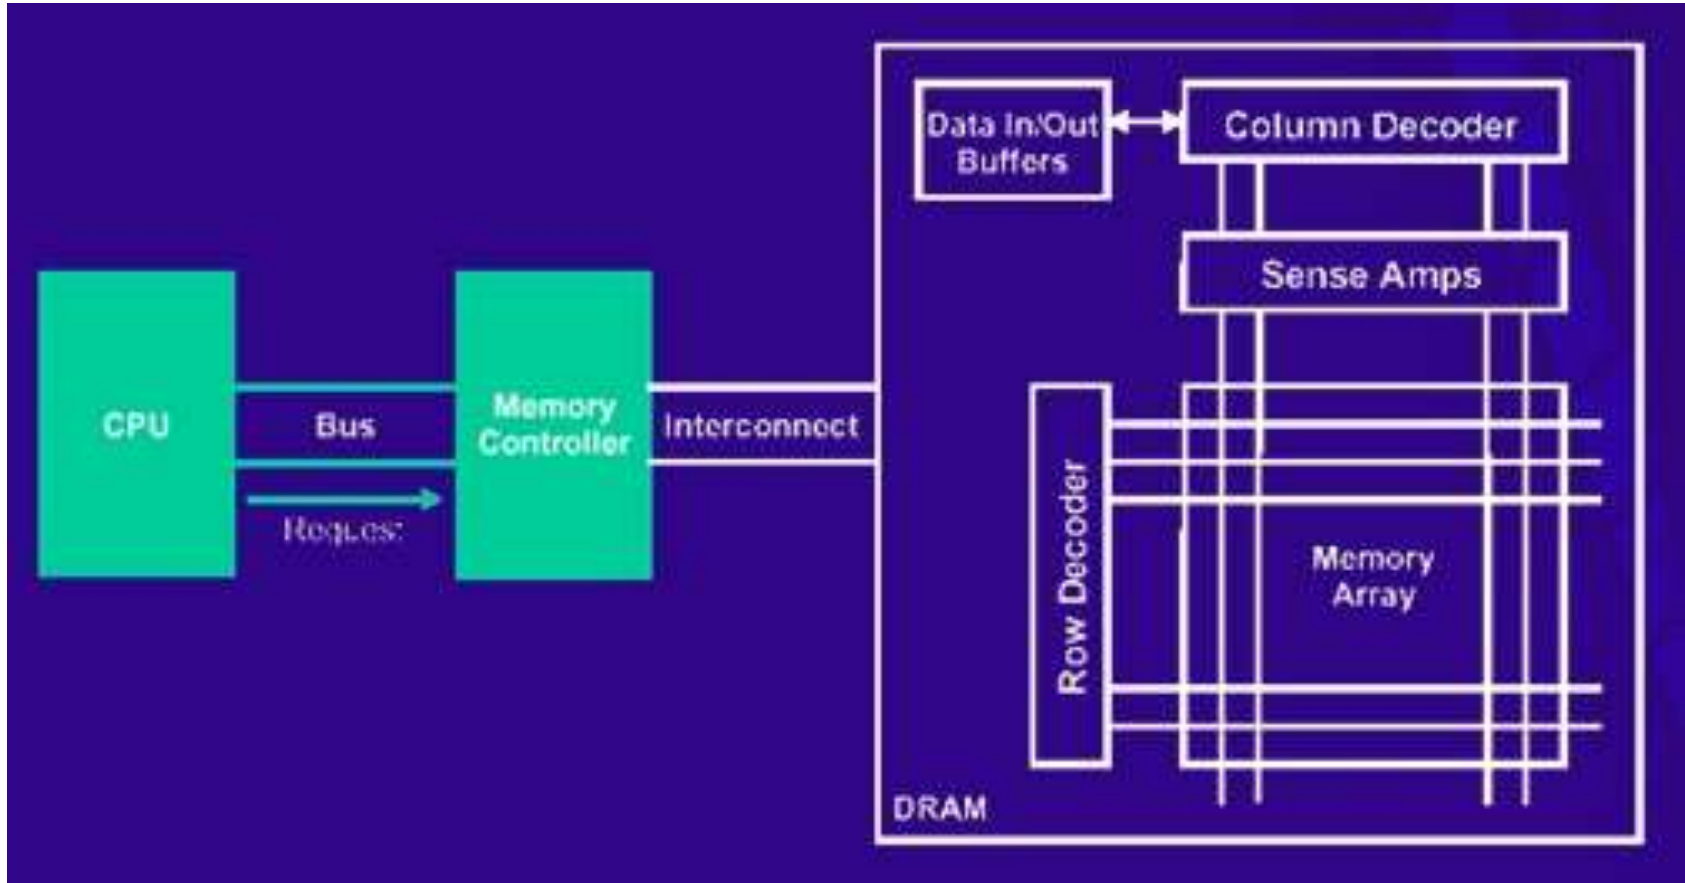 Data In/Out
Buffers
Column Decoder
Sense Amps
CPU
Bus
Request
Memory
Controller
Interconnect
Row Decoder
Memory
Array
DRAM